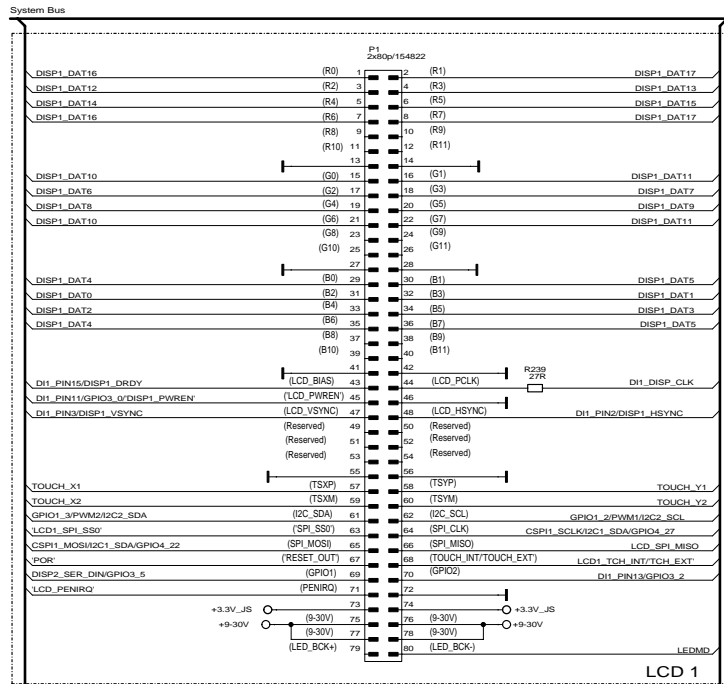 System Bus
P1
2x80p/154822
DISP1_DAT16 (R0) 1 2 (R1) DISP1_DAT17
DISP1_DAT12 (R2) 3 4 (R3) DISP1_DAT13
DISP1_DAT14 (R4) 5 6 (R5) DISP1_DAT15
DISP1_DAT16 (R6) 7 8 (R7) DISP1_DAT17
(R8) 9 10 (R9)
(R10) 11 12 (R11)
13 14
DISP1_DAT10 (G0) 15 16 (G1) DISP1_DAT11
DISP1_DAT6 (G2) 17 18 (G3) DISP1_DAT7
DISP1_DAT8 (G4) 19 20 (G5) DISP1_DAT9
DISP1_DAT10 (G6) 21 22 (G7) DISP1_DAT11
(G8) 23 24 (G9)
(G10) 25 26 (G11)
27 28
DISP1_DAT4 (B0) 29 30 (B1) DISP1_DAT5
DISP1_DAT0 (B2) 31 32 (B3) DISP1_DAT1
DISP1_DAT2 (B4) 33 34 (B5) DISP1_DAT3
DISP1_DAT4 (B6) 35 36 (B7) DISP1_DAT5
(B8) 37 38 (B9)
(B10) 39 40 (B11)
41 42
R239
27R
DI1_PIN15/DISP1_DRDY (LCD_BIAS) 43 44 (LCD_PCLK) DI1_DISP_CLK
DI1_PIN11/GPIO3_0/'DISP1_PWREN' ('LCD_PWREN') 45 46
DI1_PIN3/DISP1_VSYNC (LCD_VSYNC) 47 48 (LCD_HSYNC) DI1_PIN2/DISP1_HSYNC
(Reserved) 49 50 (Reserved)
(Reserved) 51 52 (Reserved)
(Reserved) 53 54 (Reserved)
55 56
TOUCH_X1 (TSXP) 57 58 (TSYP) TOUCH_Y1
TOUCH_X2 (TSXM) 59 60 (TSYM) TOUCH_Y2
GPIO1_3/PWM2/I2C2_SDA (I2C_SDA) 61 62 (I2C_SCL) GPIO1_2/PWM1/I2C2_SCL
'LCD1_SPI_SS0' ('SPI_SS0') 63 64 (SPI_CLK) CSPI1_SCLK/I2C1_SDA/GPIO4_27
CSPI1_MOSI/I2C1_SDA/GPIO4_22 (SPI_MOSI) 65 66 (SPI_MISO) LCD_SPI_MISO
'POR' ('RESET_OUT') 67 68 (TOUCH_INT/'TOUCH_EXT') LCD1_TCH_INT/'TCH_EXT'
DISP2_SER_DIN/GPIO3_5 (GPIO1) 69 70 (GPIO2) DI1_PIN13/GPIO3_2
'LCD_PENIRQ' (PENIRQ) 71 72
+3.3V_JS 73 74 +3.3V_JS
+9-30V (9-30V) 75 76 (9-30V) +9-30V
(9-30V) 77 78 (9-30V)
(LED_BCK+) 79 80 (LED_BCK-) LEDMD
LCD 1